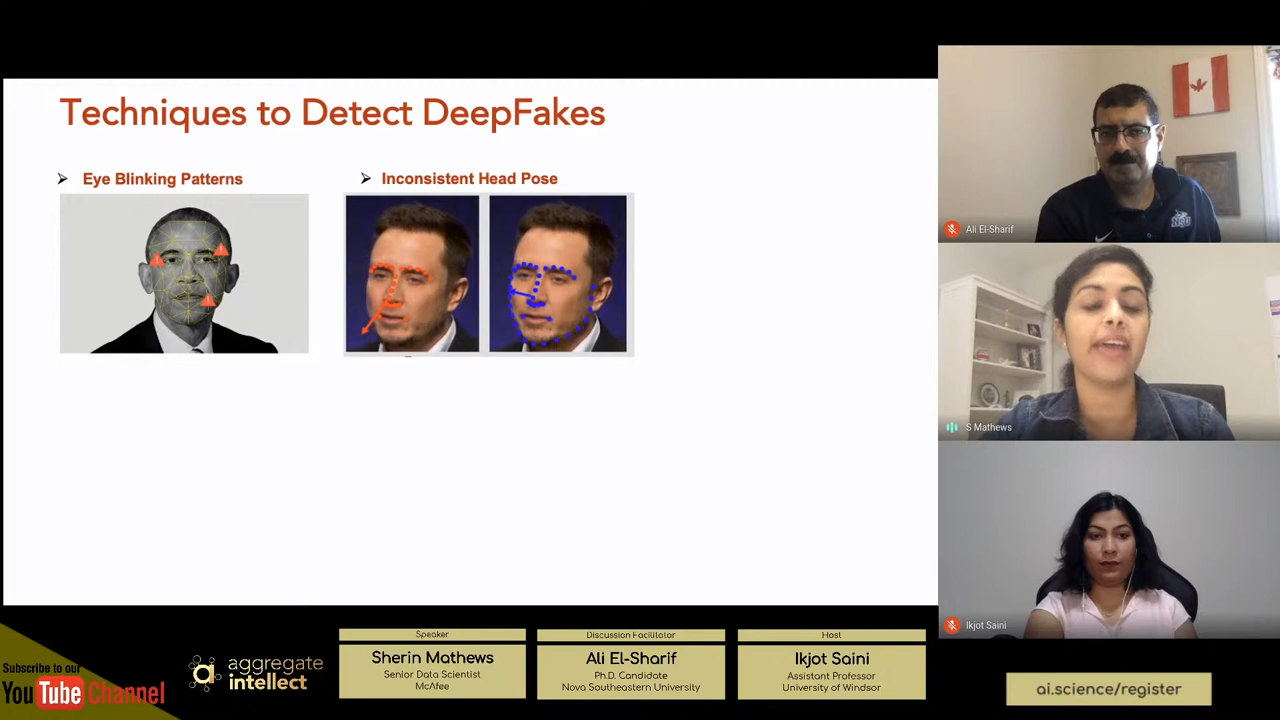 Techniques to Detect DeepFakes
➢ Eye Blinking Patterns
➢ Inconsistent Head Pose
Ali El-Sharif
NSU
S Mathews
Ikjot Saini
Subscribe to our
YouTube Channel
a
aggregate
intellect
Speaker
Sherin Mathews
Senior Data Scientist
McAfee
Discussion Facilitator
Ali El-Sharif
Ph.D. Candidate
Nova Southeastern University
Host
Ikjot Saini
Assistant Professor
University of Windsor
ai.science/register